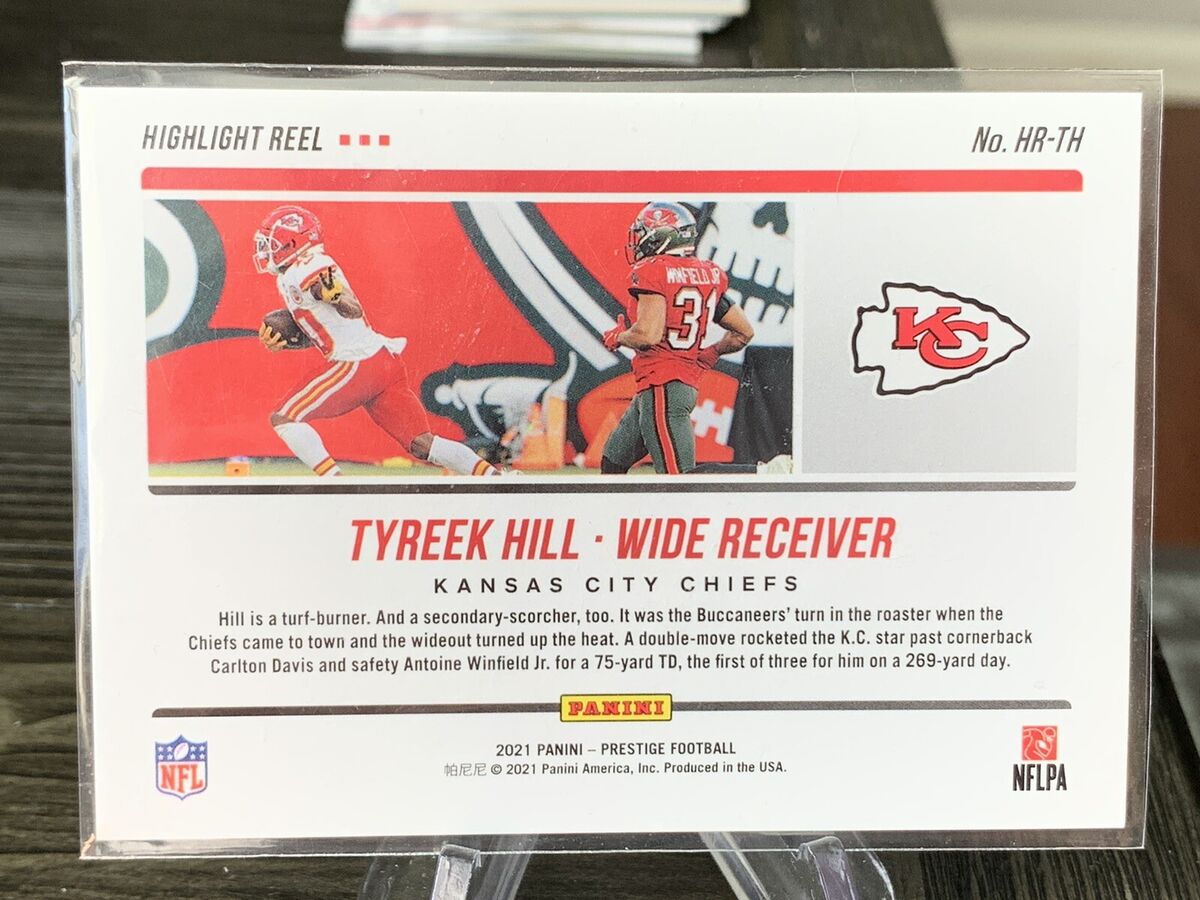 HIGHLIGHT REEL
No. HR-TH
WINFIELD JR
31
KC
TYREEK HILL · WIDE RECEIVER
KANSAS CITY CHIEFS
Hill is a turf-burner. And a secondary-scorcher, too. It was the Buccaneers' turn in the roaster when the
Chiefs came to town and the wideout turned up the heat. A double-move rocketed the K.C. star past cornerback
Carlton Davis and safety Antoine Winfield Jr. for a 75-yard TD, the first of three for him on a 269-yard day.
PANINI
NFL
2021 PANINI – PRESTIGE FOOTBALL
帕尼尼 © 2021 Panini America, Inc. Produced in the USA.
NFLPA